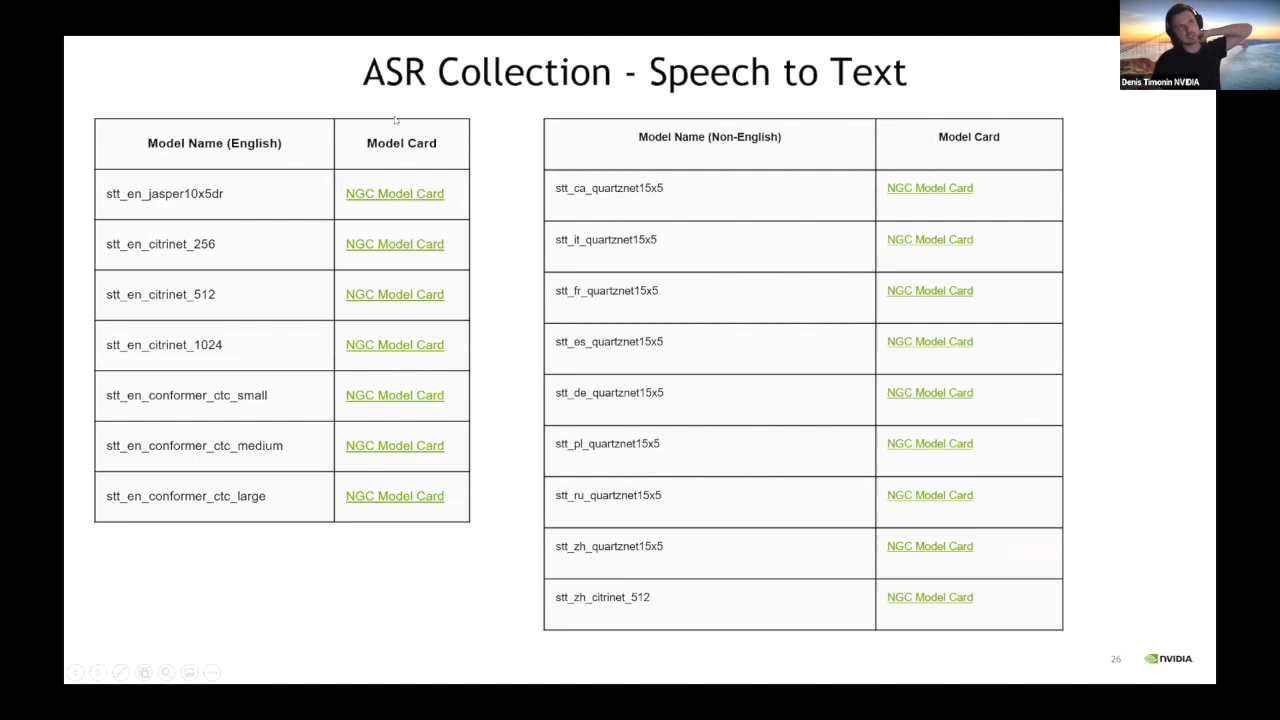 ASR Collection - Speech to Text
Denis Timonin NVIDIA
Model Name (English) Model Card
stt_en_jasper10x5dr NGC Model Card
stt_en_citrinet_256 NGC Model Card
stt_en_citrinet_512 NGC Model Card
stt_en_citrinet_1024 NGC Model Card
stt_en_conformer_ctc_small NGC Model Card
stt_en_conformer_ctc_medium NGC Model Card
stt_en_conformer_ctc_large NGC Model Card
Model Name (Non-English) Model Card
stt_ca_quartznet15x5 NGC Model Card
stt_it_quartznet15x5 NGC Model Card
stt_fr_quartznet15x5 NGC Model Card
stt_es_quartznet15x5 NGC Model Card
stt_de_quartznet15x5 NGC Model Card
stt_pl_quartznet15x5 NGC Model Card
stt_ru_quartznet15x5 NGC Model Card
stt_zh_quartznet15x5 NGC Model Card
stt_zh_citrinet_512 NGC Model Card
26 NVIDIA